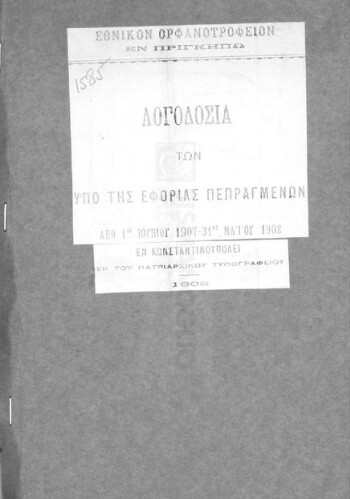 ΕΘΝΙΚΟΝ ΟΡΦΑΝΟΤΡΟΦΕΙΟΝ
ΕΝ ΠΡΙΓΚΗΠΩ
1585
ΛΟΓΟΔΟΣΙΑ
ΤΩΝ
ΥΠΟ ΤΗΣ ΕΦΟΡΙΑΣ ΠΕΠΡΑΓΜΕΝΩΝ
ΑΠΟ 1ης ΙΟΥΝΙΟΥ 1907-31ης ΜΑΪΟΥ 1908
ΕΝ ΚΩΝΣΤΑΝΤΙΝΟΥΠΟΛΕΙ
ΕΚ ΤΟΥ ΠΑΤΡΙΑΡΧΙΚΟΥ ΤΥΠΟΓΡΑΦΕΙΟΥ
1908